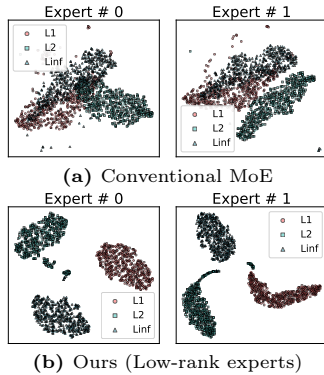 Expert # 0
Expert # 1
L1
L2
Linf
L1
L2
Linf
(a) Conventional MoE
Expert # 0
Expert # 1
L1
L2
Linf
L1
L2
Linf
(b) Ours (Low-rank experts)